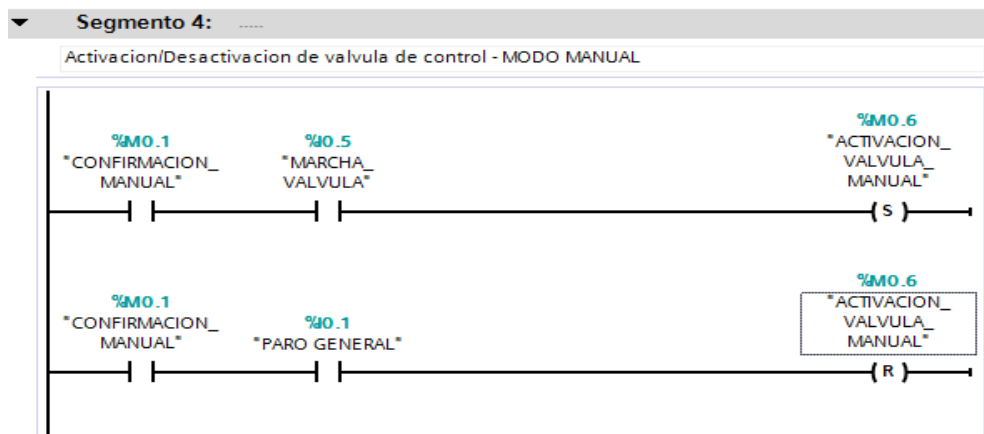 Segmento 4: .....
Activacion/Desactivacion de valvula de control - MODO MANUAL
%M0.1
"CONFIRMACION_
MANUAL"
%I0.5
"MARCHA_
VALVULA"
%M0.6
"ACTIVACION_
VALVULA_
MANUAL"
( S )
%M0.1
"CONFIRMACION_
MANUAL"
%I0.1
"PARO GENERAL"
%M0.6
"ACTIVACION_
VALVULA_
MANUAL"
( R )